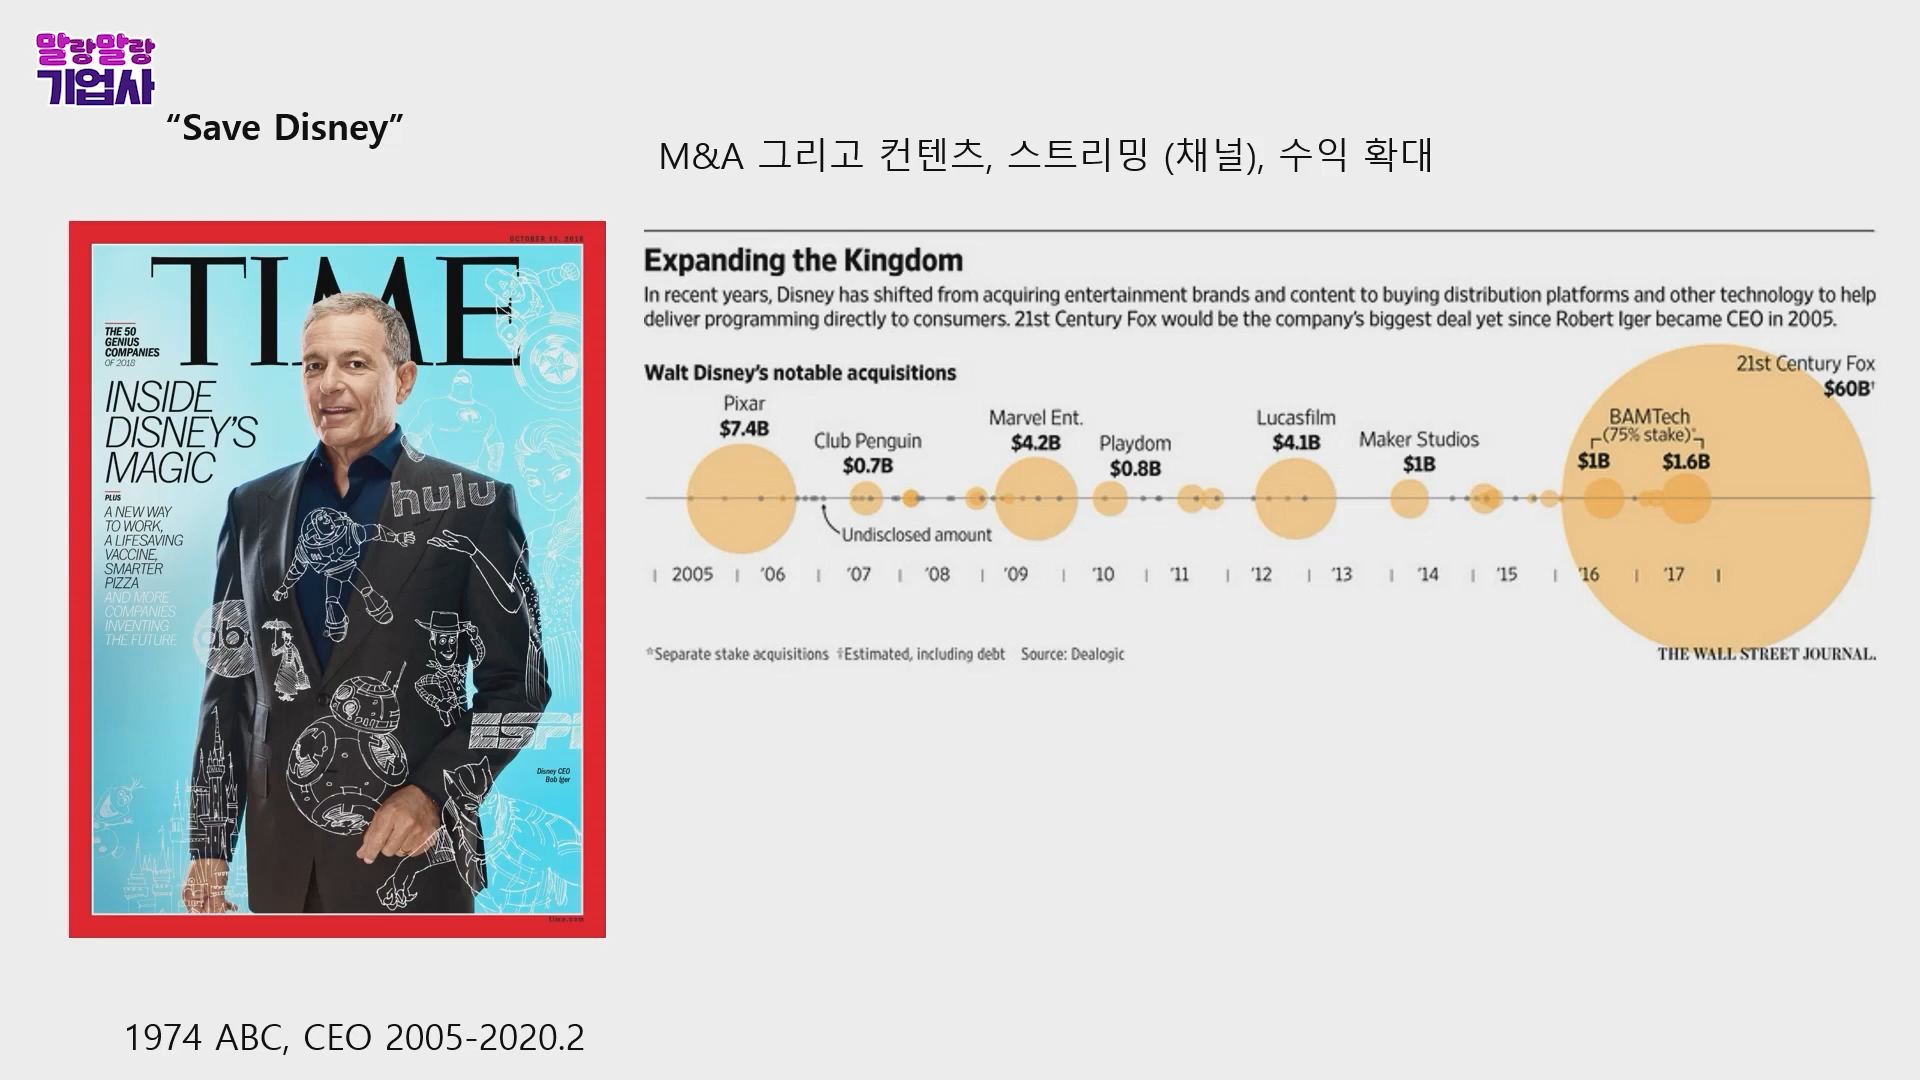 말랑말랑
기업사
“Save Disney”
M&A 그리고 컨텐츠, 스트리밍 (채널), 수익 확대
OCTOBER 15, 2018
TIME
THE 50
GENIUS
COMPANIES
OF 2018
INSIDE
DISNEY'S
MAGIC
PLUS
A NEW WAY
TO WORK,
A LIFESAVING
VACCINE,
SMARTER
PIZZA
AND MORE
COMPANIES
INVENTING
THE FUTURE
hulu
abc
ESPN
Disney CEO
Bob Iger
time.com
1974 ABC, CEO 2005-2020.2
Expanding the Kingdom
In recent years, Disney has shifted from acquiring entertainment brands and content to buying distribution platforms and other technology to help
deliver programming directly to consumers. 21st Century Fox would be the company's biggest deal yet since Robert Iger became CEO in 2005.
Walt Disney's notable acquisitions
Pixar
$7.4B
Club Penguin
$0.7B
Marvel Ent.
$4.2B
Playdom
$0.8B
Lucasfilm
$4.1B
Maker Studios
$1B
BAMTech
(75% stake)*
$1B $1.6B
21st Century Fox
$60B†
Undisclosed amount
2005 '06 '07 '08 '09 '10 '11 '12 '13 '14 '15 '16 '17
*Separate stake acquisitions †Estimated, including debt Source: Dealogic
THE WALL STREET JOURNAL.